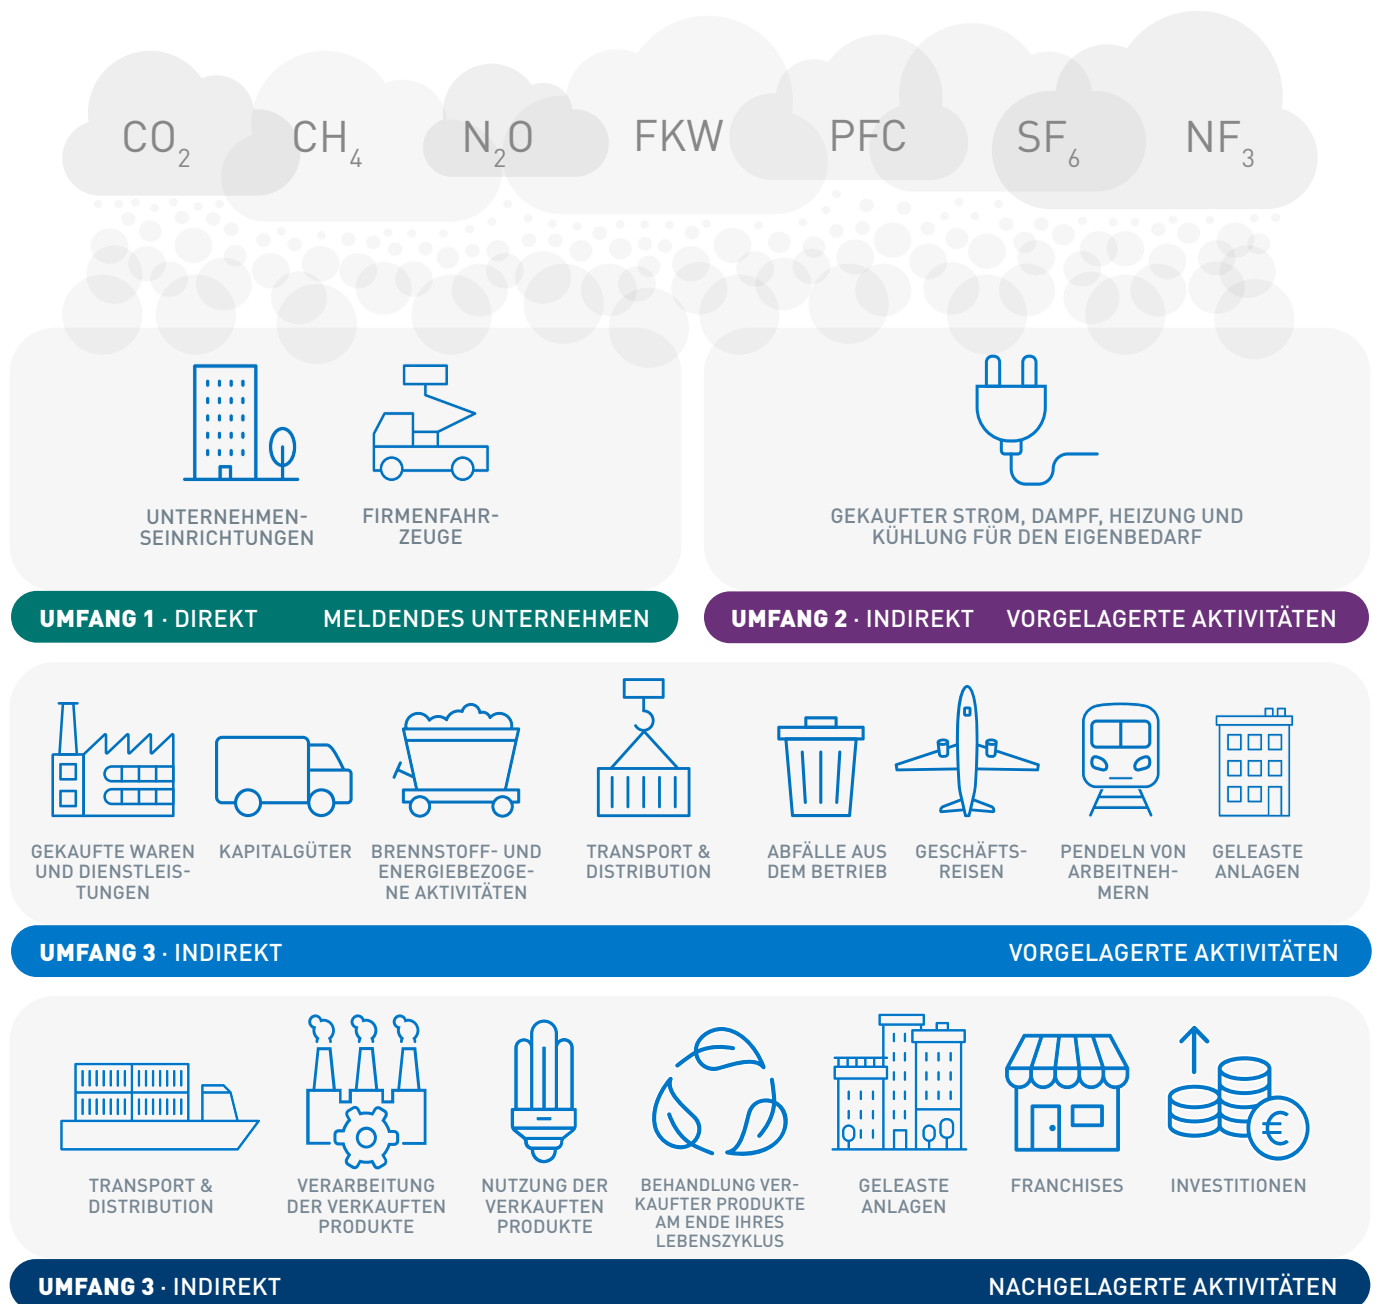 CO₂ CH₄ N₂O FKW PFC SF₆ NF₃
UNTERNEHMEN-
SEINRICHTUNGEN
FIRMENFAHR-
ZEUGE
GEKAUFTER STROM, DAMPF, HEIZUNG UND
KÜHLUNG FÜR DEN EIGENBEDARF
UMFANG 1 · DIREKT MELDENDES UNTERNEHMEN
UMFANG 2 · INDIREKT VORGELAGERTE AKTIVITÄTEN
GEKAUFTE WAREN
UND DIENSTLEIS-
TUNGEN
KAPITALGÜTER
BRENNSTOFF- UND
ENERGIEBEZOGE-
NE AKTIVITÄTEN
TRANSPORT &
DISTRIBUTION
ABFÄLLE AUS
DEM BETRIEB
GESCHÄFTS-
REISEN
PENDELN VON
ARBEITNEH-
MERN
GELEASTE
ANLAGEN
UMFANG 3 · INDIREKT VORGELAGERTE AKTIVITÄTEN
TRANSPORT &
DISTRIBUTION
VERARBEITUNG
DER VERKAUFTEN
PRODUKTE
NUTZUNG DER
VERKAUFTEN
PRODUKTE
BEHANDLUNG VER-
KAUFTER PRODUKTE
AM ENDE IHRES
LEBENSZYKLUS
GELEASTE
ANLAGEN
FRANCHISES
€
INVESTITIONEN
UMFANG 3 · INDIREKT NACHGELAGERTE AKTIVITÄTEN